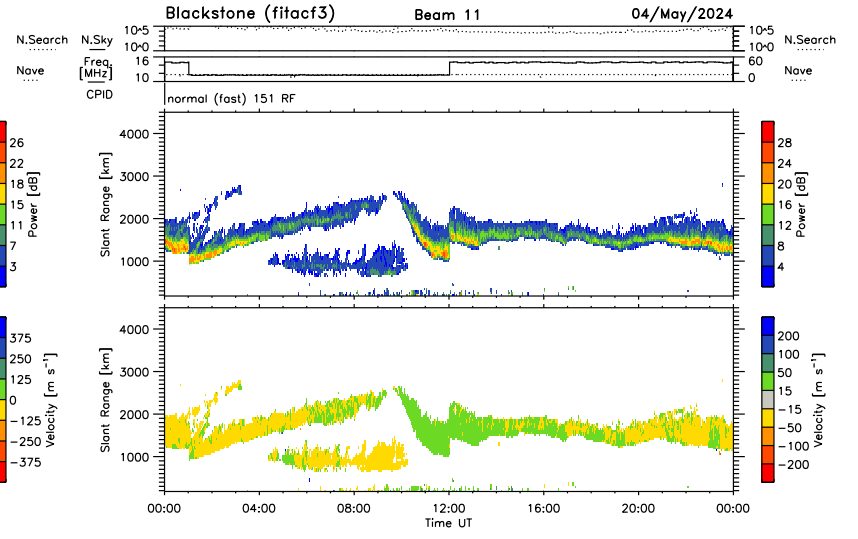 Blackstone (fitacf3) Beam 11 04/May/2024
N.Search N.Sky 10^5 10^0 10^5 10^0 N.Search
Nave Freq. [MHz] 16 10 60 0 Nave
CPID normal (fast) 151 RF
Slant Range [km] 4000 3000 2000 1000
Power [dB] 26 22 18 15 11 7 3
Power [dB] 28 24 20 16 12 8 4
Slant Range [km] 4000 3000 2000 1000
Velocity [m s⁻¹] 375 250 125 0 −125 −250 −375
Velocity [m s⁻¹] 200 100 50 15 −15 −50 −100 −200
00:00 04:00 08:00 12:00 16:00 20:00 00:00
Time UT